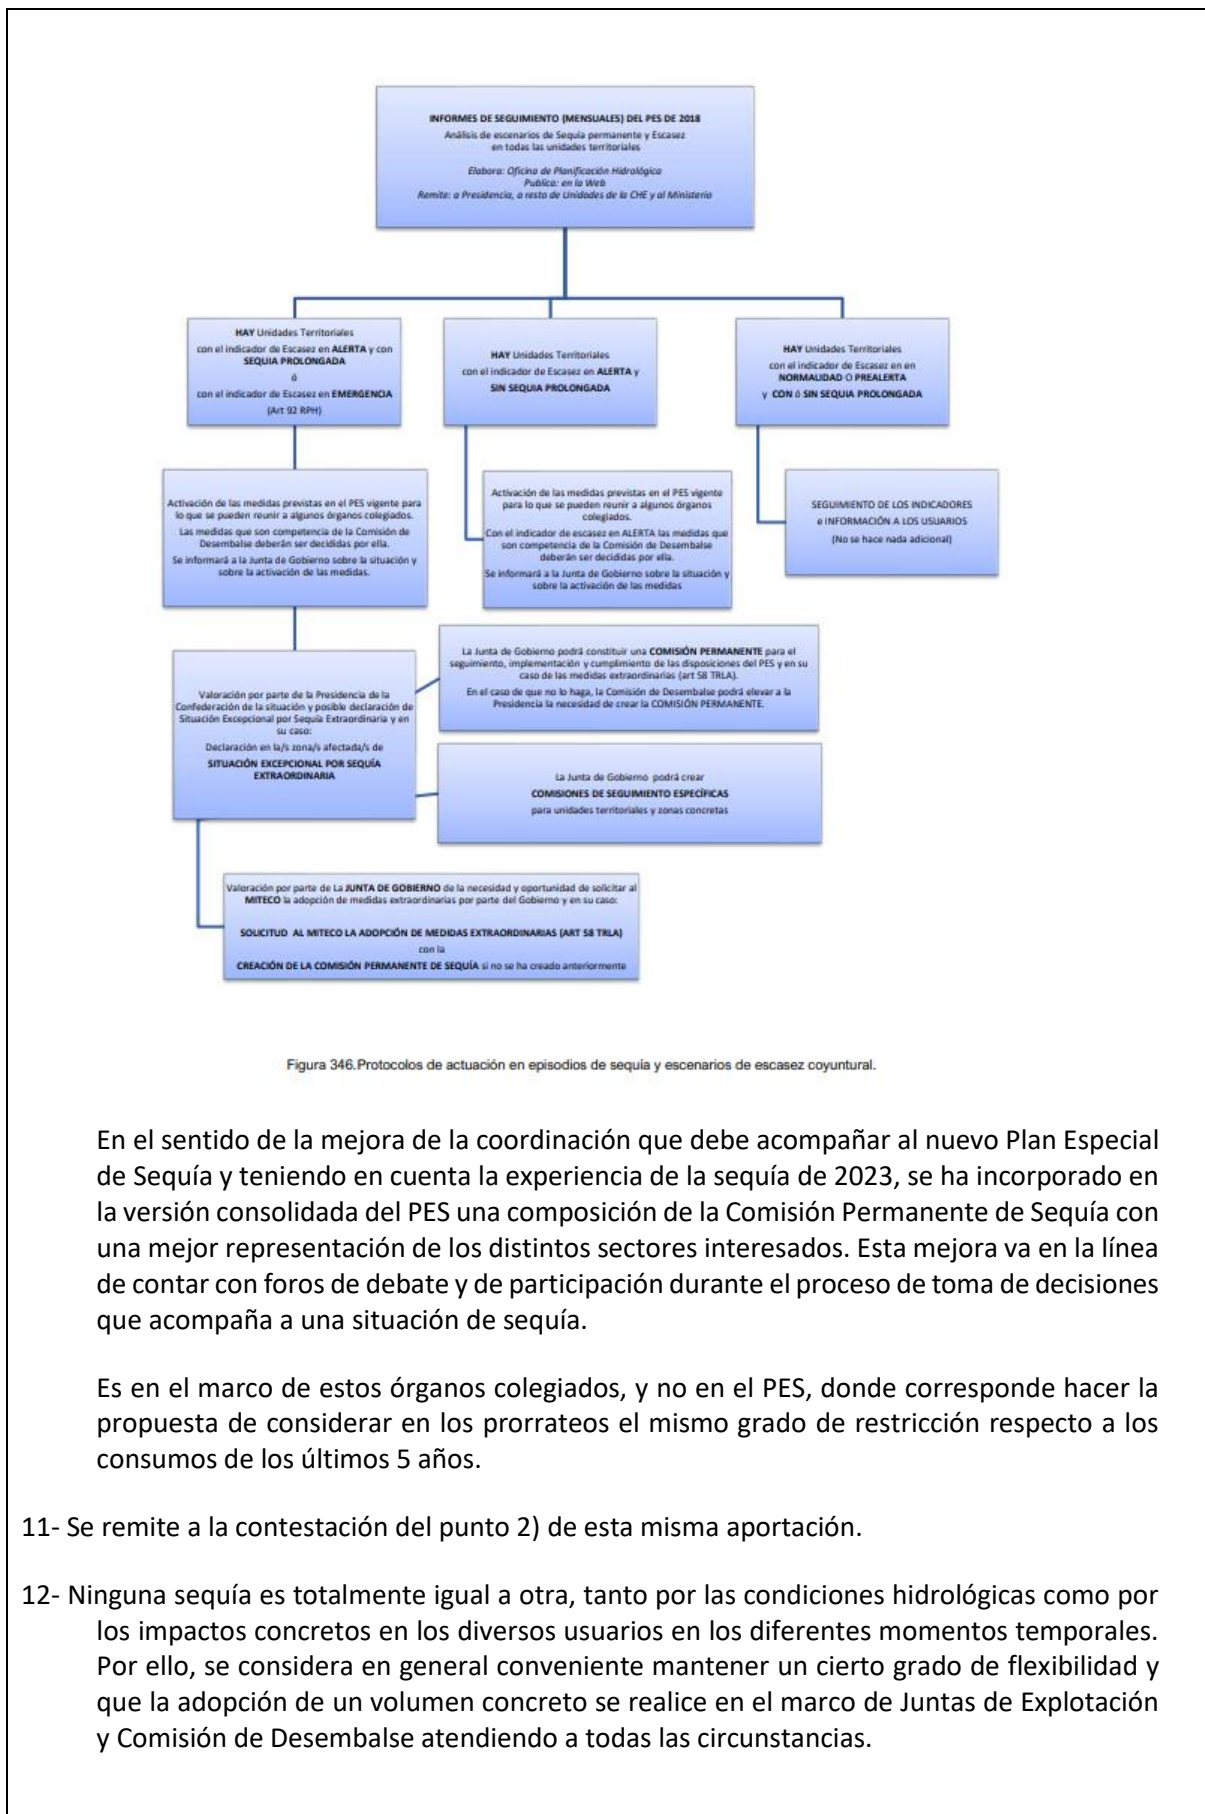 INFORMES DE SEGUIMIENTO (MENSUALES) DEL PES DE 2018
Análisis de escenarios de Sequía permanente y Escasez
en todas las unidades territoriales
Elabora: Oficina de Planificación Hidrológica
Publica: en la Web
Remite: a Presidencia, a resto de Unidades de la CHE y al Ministerio
HAY Unidades Territoriales
con el indicador de Escasez en ALERTA y con
SEQUIA PROLONGADA
ó
con el indicador de Escasez en EMERGENCIA
(Art 92 RPH)
HAY Unidades Territoriales
con el indicador de Escasez en ALERTA y
SIN SEQUIA PROLONGADA
HAY Unidades Territoriales
con el indicador de Escasez en en
NORMALIDAD O PREALERTA
y CON ó SIN SEQUIA PROLONGADA
Activación de las medidas previstas en el PES vigente para
lo que se pueden reunir a algunos órganos colegiados.
Las medidas que son competencia de la Comisión de
Desembalse deberán ser decididas por ella.
Se informará a la Junta de Gobierno sobre la situación y
sobre la activación de las medidas.
Activación de las medidas previstas en el PES vigente
para lo que se pueden reunir a algunos órganos
colegiados.
Con el indicador de escasez en ALERTA las medidas que
son competencia de la Comisión de Desembalse
deberán ser decididas por ella.
Se informará a la Junta de Gobierno sobre la situación y
sobre la activación de las medidas
SEGUIMIENTO DE LOS INDICADORES
e INFORMACIÓN A LOS USUARIOS
(No se hace nada adicional)
Valoración por parte de la Presidencia de la
Confederación de la situación y posible declaración de
Situación Excepcional por Sequía Extraordinaria y en
su caso:
Declaración en la/s zona/s afectada/s de
SITUACIÓN EXCEPCIONAL POR SEQUÍA
EXTRAORDINARIA
La Junta de Gobierno podrá constituir una COMISIÓN PERMANENTE para el
seguimiento, implementación y cumplimiento de las disposiciones del PES y en su
caso de las medidas extraordinarias (art 58 TRLA).
En el caso de que no lo haga, la Comisión de Desembalse podrá elevar a la
Presidencia la necesidad de crear la COMISIÓN PERMANENTE.
La Junta de Gobierno podrá crear
COMISIONES DE SEGUIMIENTO ESPECÍFICAS
para unidades territoriales y zonas concretas
Valoración por parte de La JUNTA DE GOBIERNO de la necesidad y oportunidad de solicitar al
MITECO la adopción de medidas extraordinarias por parte del Gobierno y en su caso:
SOLICITUD AL MITECO LA ADOPCIÓN DE MEDIDAS EXTRAORDINARIAS (ART 58 TRLA)
con la
CREACIÓN DE LA COMISIÓN PERMANENTE DE SEQUÍA si no se ha creado anteriormente
Figura 346.Protocolos de actuación en episodios de sequía y escenarios de escasez coyuntural.
En el sentido de la mejora de la coordinación que debe acompañar al nuevo Plan Especial
de Sequía y teniendo en cuenta la experiencia de la sequía de 2023, se ha incorporado en
la versión consolidada del PES una composición de la Comisión Permanente de Sequía con
una mejor representación de los distintos sectores interesados. Esta mejora va en la línea
de contar con foros de debate y de participación durante el proceso de toma de decisiones
que acompaña a una situación de sequía.
Es en el marco de estos órganos colegiados, y no en el PES, donde corresponde hacer la
propuesta de considerar en los prorrateos el mismo grado de restricción respecto a los
consumos de los últimos 5 años.
11- Se remite a la contestación del punto 2) de esta misma aportación.
12- Ninguna sequía es totalmente igual a otra, tanto por las condiciones hidrológicas como por
los impactos concretos en los diversos usuarios en los diferentes momentos temporales.
Por ello, se considera en general conveniente mantener un cierto grado de flexibilidad y
que la adopción de un volumen concreto se realice en el marco de Juntas de Explotación
y Comisión de Desembalse atendiendo a todas las circunstancias.